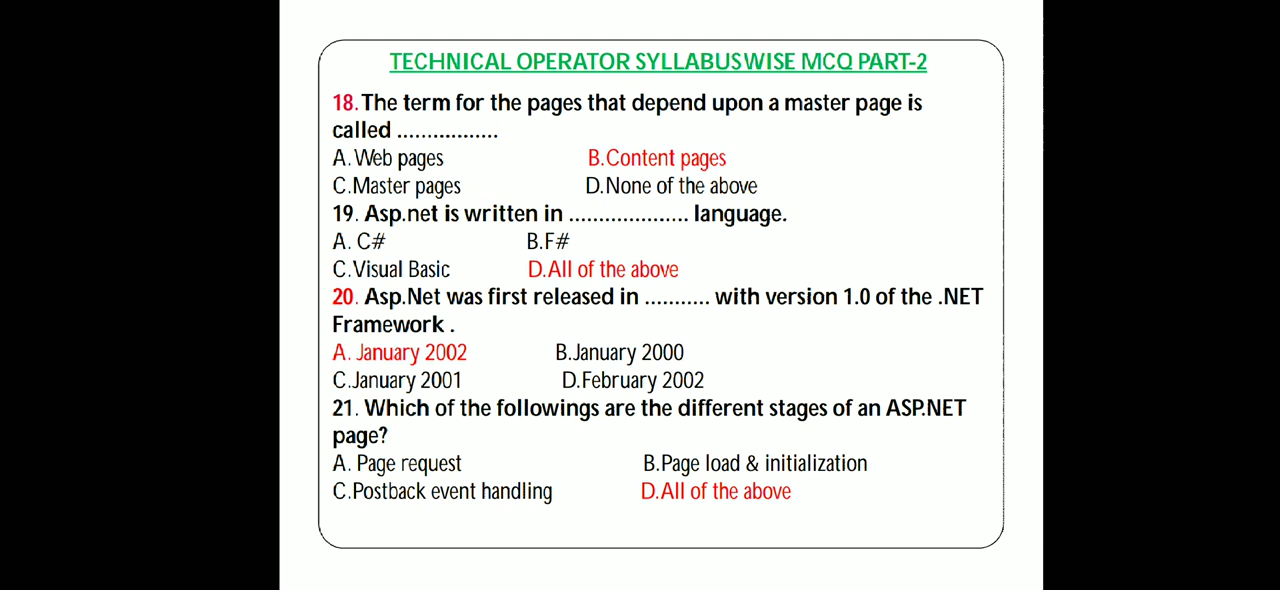 TECHNICAL OPERATOR SYLLABUSWISE MCQ PART-2
18.The term for the pages that depend upon a master page is
called .................
A.Web pages B.Content pages
C.Master pages D.None of the above
19. Asp.net is written in .................... language.
A. C# B.F#
C.Visual Basic D.All of the above
20. Asp.Net was first released in ........... with version 1.0 of the .NET
Framework .
A. January 2002 B.January 2000
C.January 2001 D.February 2002
21. Which of the followings are the different stages of an ASP.NET
page?
A. Page request B.Page load & initialization
C.Postback event handling D.All of the above